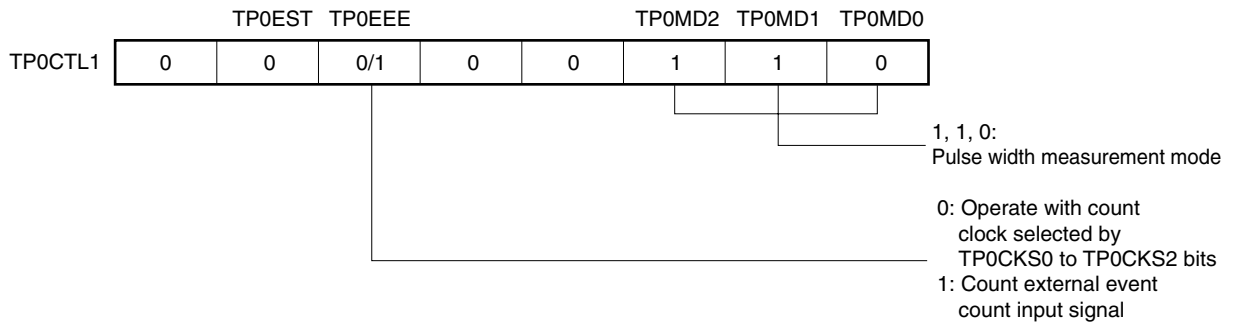 TP0EST TP0EEE TP0MD2 TP0MD1 TP0MD0
TP0CTL1 0 0 0/1 0 0 1 1 0
1, 1, 0:
Pulse width measurement mode
0: Operate with count
clock selected by
TP0CKS0 to TP0CKS2 bits
1: Count external event
count input signal